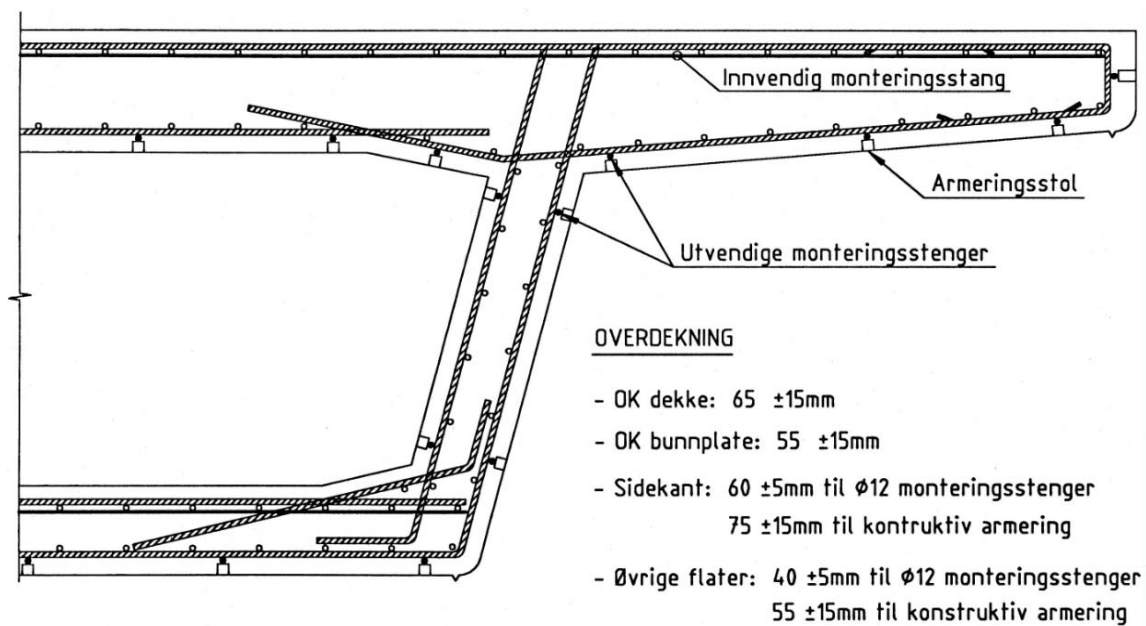 Innvendig monteringsstang
Armeringsstol
Utvendige monteringsstenger
OVERDEKNING
- OK dekke: 65 ±15mm
- OK bunnplate: 55 ±15mm
- Sidekant: 60 ±5mm til ø12 monteringsstenger
75 ±15mm til kontruktiv armering
- Øvrige flater: 40 ±5mm til ø12 monteringsstenger
55 ±15mm til konstruktiv armering